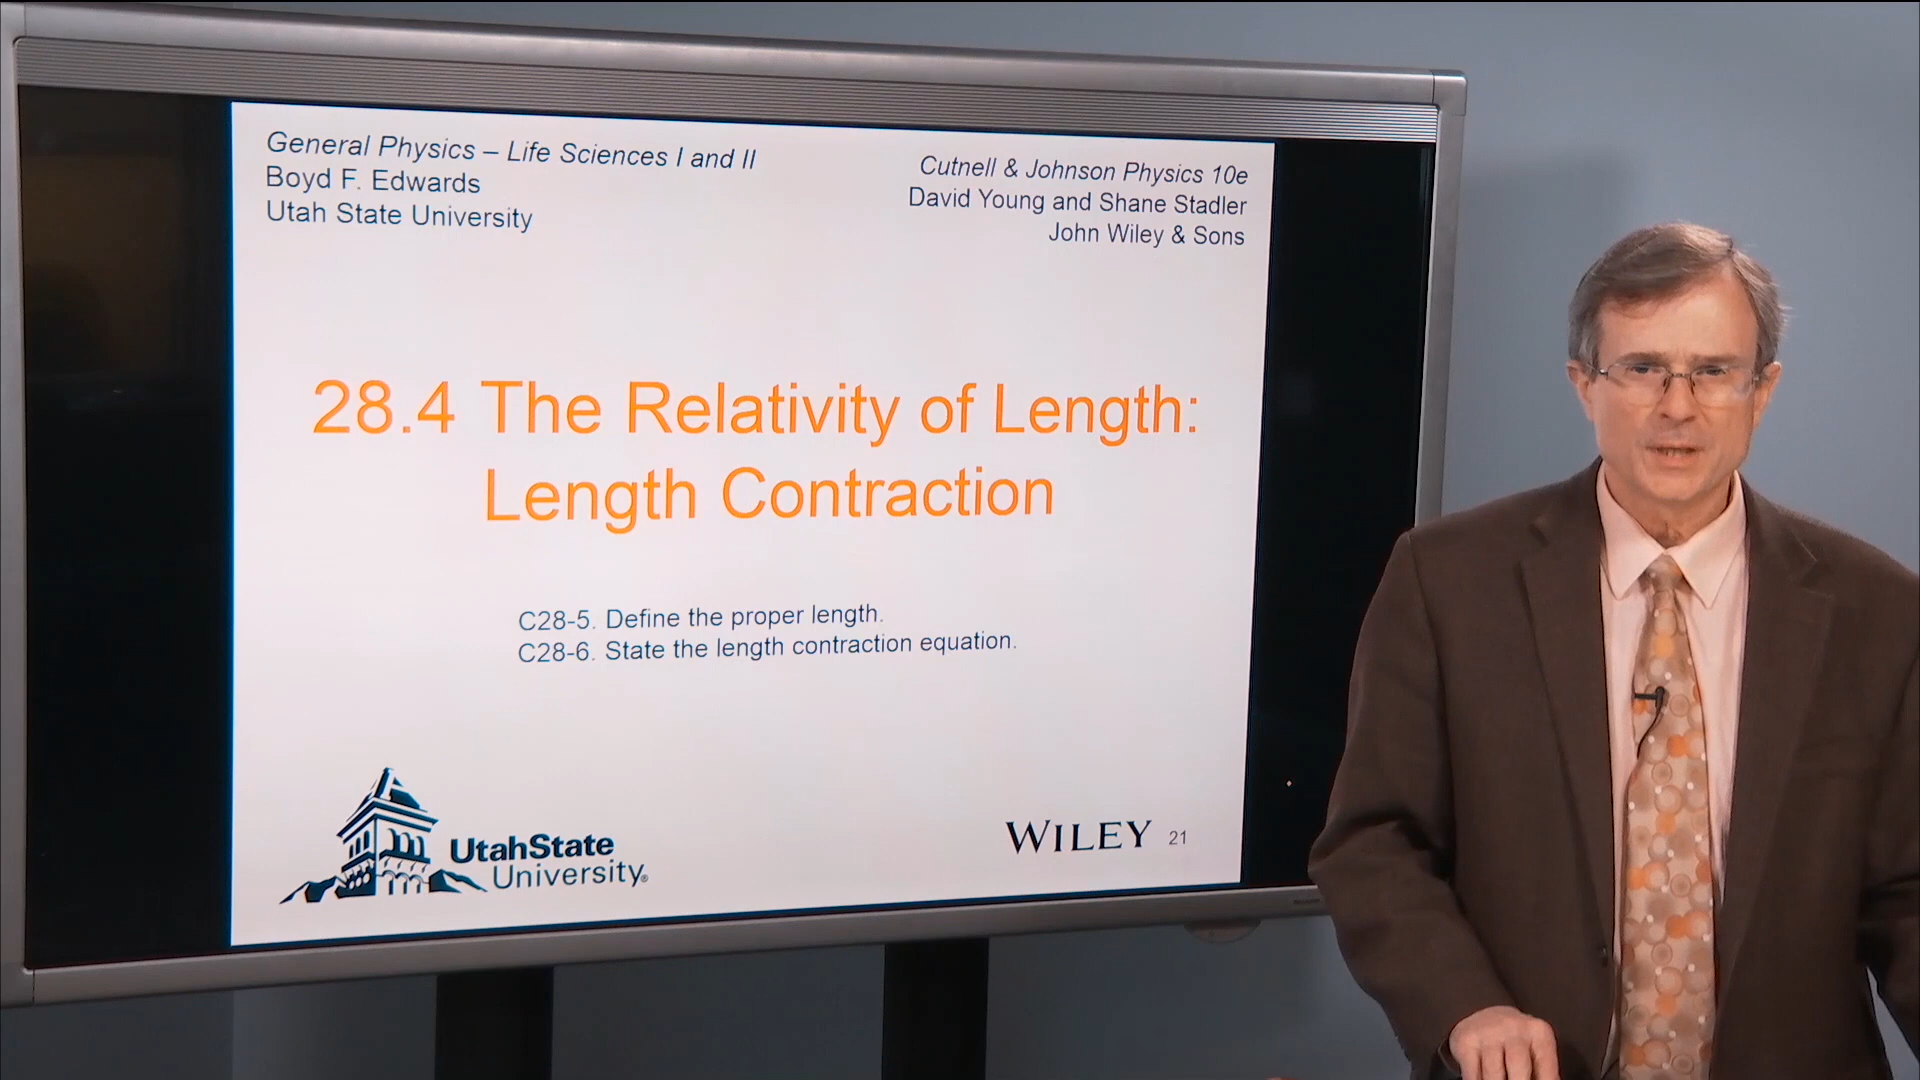 General Physics – Life Sciences I and II
Boyd F. Edwards
Utah State University
Cutnell & Johnson Physics 10e
David Young and Shane Stadler
John Wiley & Sons
28.4 The Relativity of Length:
Length Contraction
C28-5. Define the proper length.
C28-6. State the length contraction equation.
UtahState
University®
WILEY 21